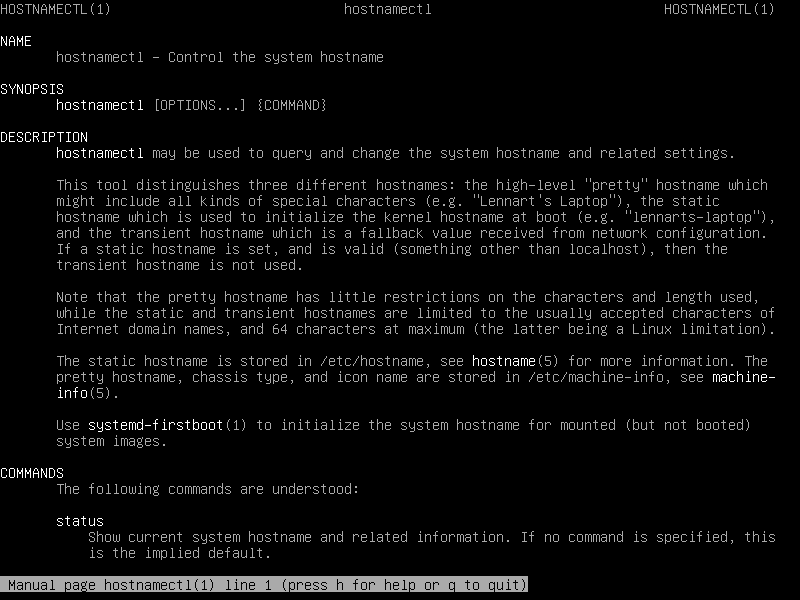 HOSTNAMECTL(1) hostnamectl HOSTNAMECTL(1)
NAME
hostnamectl - Control the system hostname
SYNOPSIS
hostnamectl [OPTIONS...] {COMMAND}
DESCRIPTION
hostnamectl may be used to query and change the system hostname and related settings.
This tool distinguishes three different hostnames: the high-level "pretty" hostname which
might include all kinds of special characters (e.g. "Lennart's Laptop"), the static
hostname which is used to initialize the kernel hostname at boot (e.g. "lennarts-laptop"),
and the transient hostname which is a fallback value received from network configuration.
If a static hostname is set, and is valid (something other than localhost), then the
transient hostname is not used.
Note that the pretty hostname has little restrictions on the characters and length used,
while the static and transient hostnames are limited to the usually accepted characters of
Internet domain names, and 64 characters at maximum (the latter being a Linux limitation).
The static hostname is stored in /etc/hostname, see hostname(5) for more information. The
pretty hostname, chassis type, and icon name are stored in /etc/machine-info, see machine-
info(5).
Use systemd-firstboot(1) to initialize the system hostname for mounted (but not booted)
system images.
COMMANDS
The following commands are understood:
status
Show current system hostname and related information. If no command is specified, this
is the implied default.
Manual page hostnamectl(1) line 1 (press h for help or q to quit)